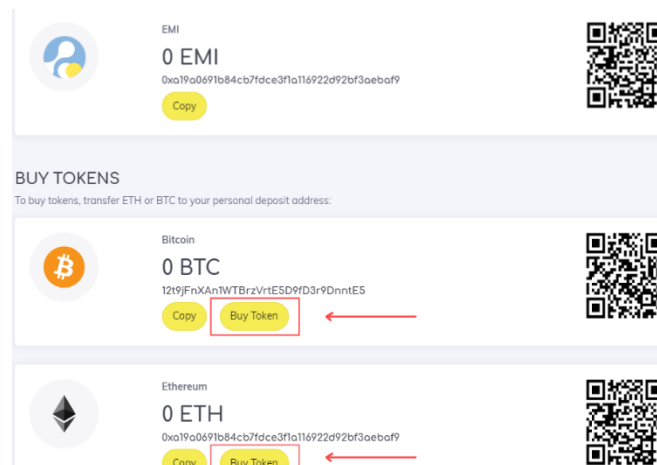 EMI
0 EMI
0xa19a0691b84cb7fdce3f1a116922d92bf3aebaf9
Copy
BUY TOKENS
To buy tokens, transfer ETH or BTC to your personal deposit address:
Bitcoin
0 BTC
12t9jFnXAn1WTBrzVrtE5D9fD3r9DnntE5
Copy Buy Token
Ethereum
0 ETH
0xa19a0691b84cb7fdce3f1a116922d92bf3aebaf9
Copy Buy Token